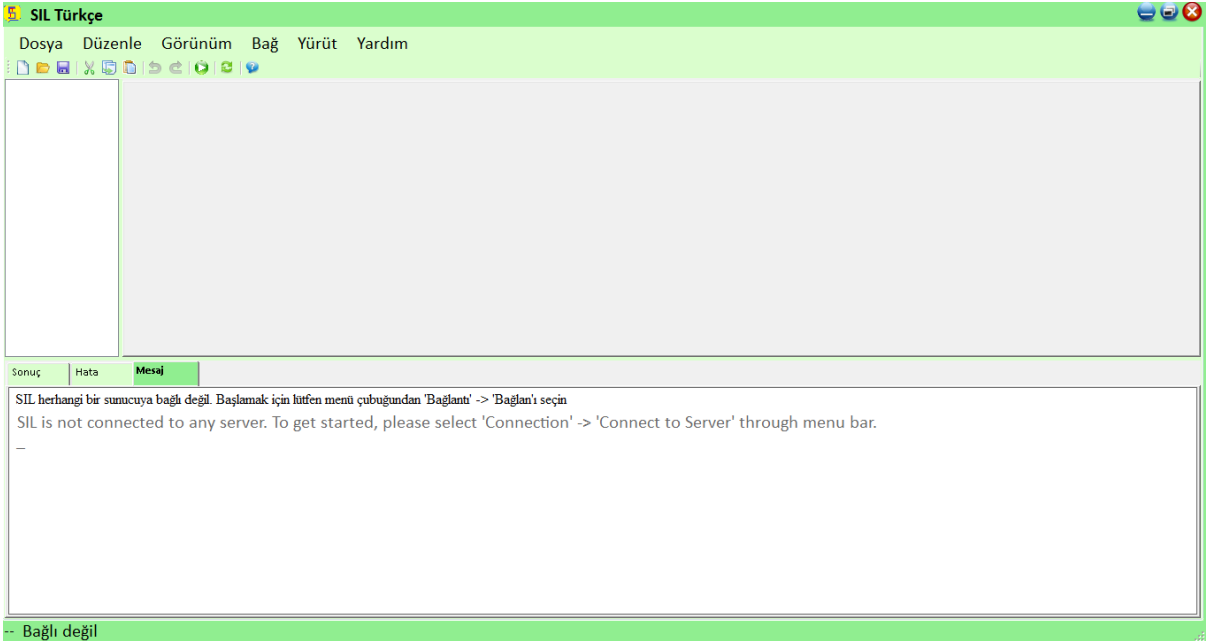 SIL Türkçe
Dosya Düzenle Görünüm Bağ Yürüt Yardım
Sonuç Hata Mesaj
SIL herhangi bir sunucuya bağlı değil. Başlamak için lütfen menü çubuğundan 'Bağlantı' -> 'Bağlan'ı seçin
SIL is not connected to any server. To get started, please select 'Connection' -> 'Connect to Server' through menu bar.
_
-- Bağlı değil